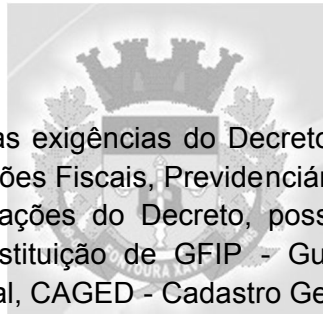 as exigências do Decreto
ões Fiscais, Previdenciár
ações do Decreto, poss
stituição de GFIP - Gu
al, CAGED - Cadastro Ge